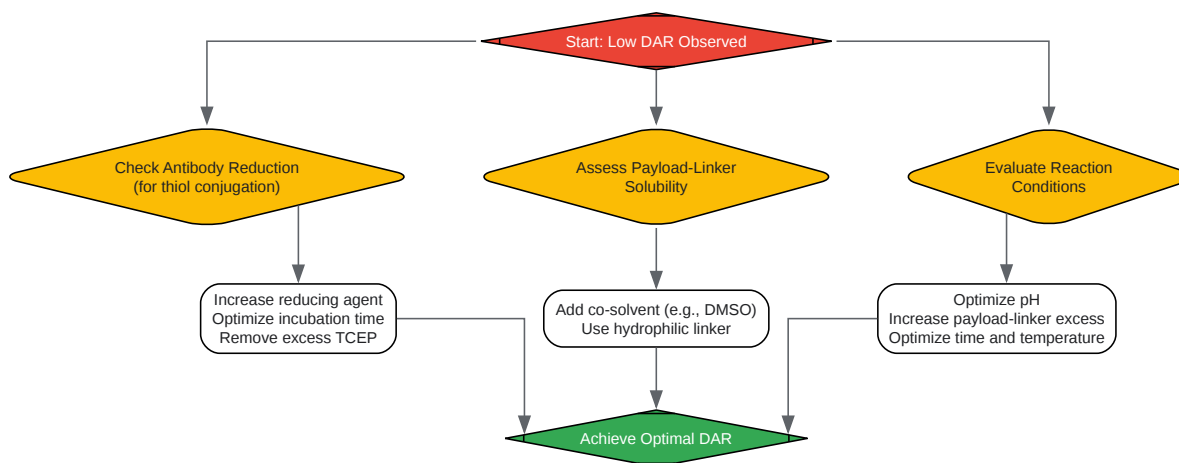 Start: Low DAR Observed
Check Antibody Reduction
(for thiol conjugation)
Assess Payload-Linker
Solubility
Evaluate Reaction
Conditions
Increase reducing agent
Optimize incubation time
Remove excess TCEP
Add co-solvent (e.g., DMSO)
Use hydrophilic linker
Optimize pH
Increase payload-linker excess
Optimize time and temperature
Achieve Optimal DAR